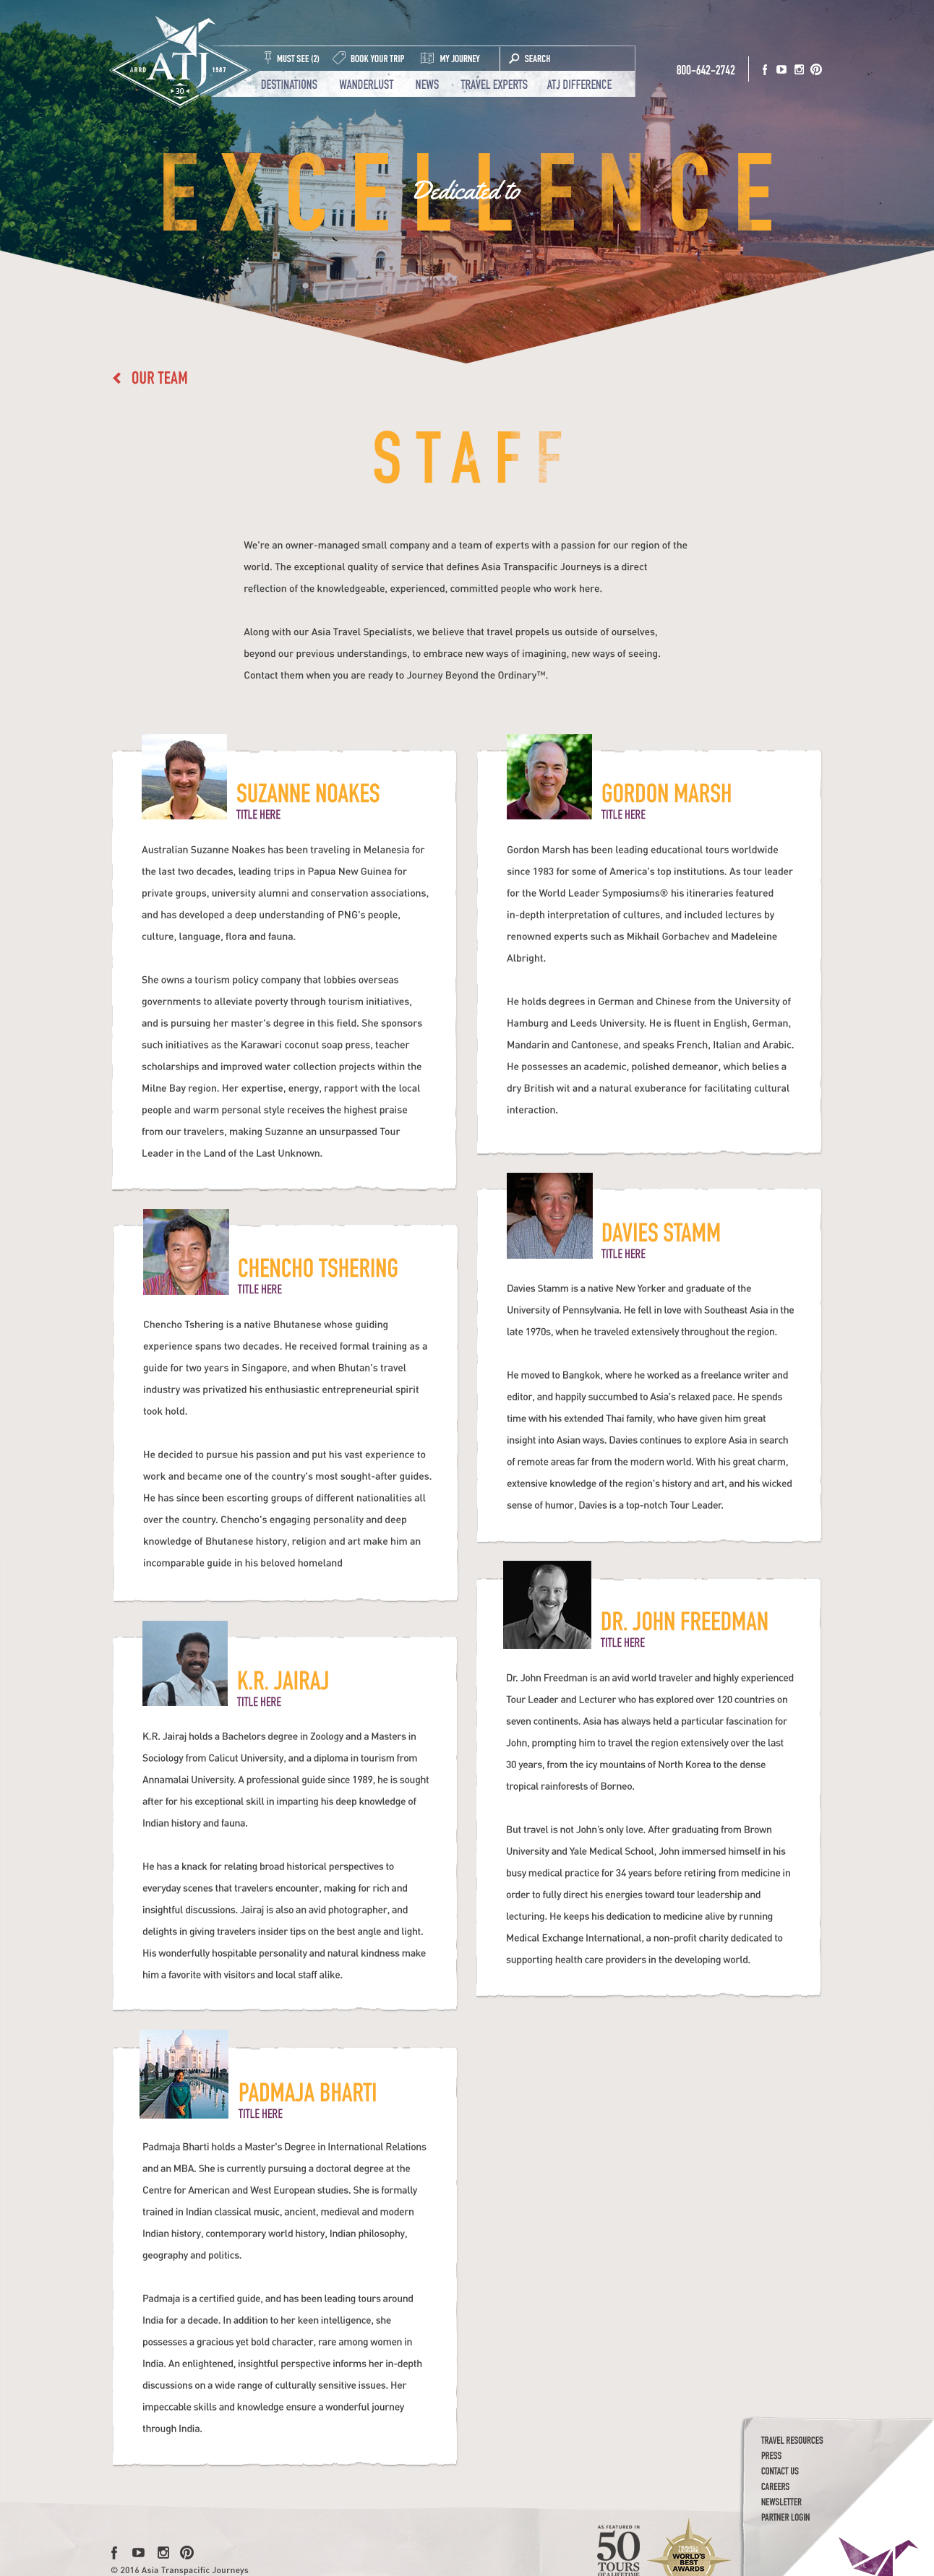 ABRD
ATJ
1987
30
MUST SEE (2)
BOOK YOUR TRIP
MY JOURNEY
SEARCH
DESTINATIONS
WANDERLUST
NEWS
TRAVEL EXPERTS
ATJ DIFFERENCE
800-642-2742
Dedicated to
EXCELLENCE
OUR TEAM
STAFF
We're an owner-managed small company and a team of experts with a passion for our region of the
world. The exceptional quality of service that defines Asia Transpacific Journeys is a direct
reflection of the knowledgeable, experienced, committed people who work here.
Along with our Asia Travel Specialists, we believe that travel propels us outside of ourselves,
beyond our previous understandings, to embrace new ways of imagining, new ways of seeing.
Contact them when you are ready to Journey Beyond the Ordinary™.
SUZANNE NOAKES
TITLE HERE
Australian Suzanne Noakes has been traveling in Melanesia for
the last two decades, leading trips in Papua New Guinea for
private groups, university alumni and conservation associations,
and has developed a deep understanding of PNG's people,
culture, language, flora and fauna.
She owns a tourism policy company that lobbies overseas
governments to alleviate poverty through tourism initiatives,
and is pursuing her master's degree in this field. She sponsors
such initiatives as the Karawari coconut soap press, teacher
scholarships and improved water collection projects within the
Milne Bay region. Her expertise, energy, rapport with the local
people and warm personal style receives the highest praise
from our travelers, making Suzanne an unsurpassed Tour
Leader in the Land of the Last Unknown.
GORDON MARSH
TITLE HERE
Gordon Marsh has been leading educational tours worldwide
since 1983 for some of America's top institutions. As tour leader
for the World Leader Symposiums® his itineraries featured
in-depth interpretation of cultures, and included lectures by
renowned experts such as Mikhail Gorbachev and Madeleine
Albright.
He holds degrees in German and Chinese from the University of
Hamburg and Leeds University. He is fluent in English, German,
Mandarin and Cantonese, and speaks French, Italian and Arabic.
He possesses an academic, polished demeanor, which belies a
dry British wit and a natural exuberance for facilitating cultural
interaction.
CHENCHO TSHERING
TITLE HERE
Chencho Tshering is a native Bhutanese whose guiding
experience spans two decades. He received formal training as a
guide for two years in Singapore, and when Bhutan's travel
industry was privatized his enthusiastic entrepreneurial spirit
took hold.
He decided to pursue his passion and put his vast experience to
work and became one of the country's most sought-after guides.
He has since been escorting groups of different nationalities all
over the country. Chencho's engaging personality and deep
knowledge of Bhutanese history, religion and art make him an
incomparable guide in his beloved homeland
DAVIES STAMM
TITLE HERE
Davies Stamm is a native New Yorker and graduate of the
University of Pennsylvania. He fell in love with Southeast Asia in the
late 1970s, when he traveled extensively throughout the region.
He moved to Bangkok, where he worked as a freelance writer and
editor, and happily succumbed to Asia's relaxed pace. He spends
time with his extended Thai family, who have given him great
insight into Asian ways. Davies continues to explore Asia in search
of remote areas far from the modern world. With his great charm,
extensive knowledge of the region's history and art, and his wicked
sense of humor, Davies is a top-notch Tour Leader.
K.R. JAIRAJ
TITLE HERE
K.R. Jairaj holds a Bachelors degree in Zoology and a Masters in
Sociology from Calicut University, and a diploma in tourism from
Annamalai University. A professional guide since 1989, he is sought
after for his exceptional skill in imparting his deep knowledge of
Indian history and fauna.
He has a knack for relating broad historical perspectives to
everyday scenes that travelers encounter, making for rich and
insightful discussions. Jairaj is also an avid photographer, and
delights in giving travelers insider tips on the best angle and light.
His wonderfully hospitable personality and natural kindness make
him a favorite with visitors and local staff alike.
DR. JOHN FREEDMAN
TITLE HERE
Dr. John Freedman is an avid world traveler and highly experienced
Tour Leader and Lecturer who has explored over 120 countries on
seven continents. Asia has always held a particular fascination for
John, prompting him to travel the region extensively over the last
30 years, from the icy mountains of North Korea to the dense
tropical rainforests of Borneo.
But travel is not John's only love. After graduating from Brown
University and Yale Medical School, John immersed himself in his
busy medical practice for 34 years before retiring from medicine in
order to fully direct his energies toward tour leadership and
lecturing. He keeps his dedication to medicine alive by running
Medical Exchange International, a non-profit charity dedicated to
supporting health care providers in the developing world.
PADMAJA BHARTI
TITLE HERE
Padmaja Bharti holds a Master's Degree in International Relations
and an MBA. She is currently pursuing a doctoral degree at the
Centre for American and West European studies. She is formally
trained in Indian classical music, ancient, medieval and modern
Indian history, contemporary world history, Indian philosophy,
geography and politics.
Padmaja is a certified guide, and has been leading tours around
India for a decade. In addition to her keen intelligence, she
possesses a gracious yet bold character, rare among women in
India. An enlightened, insightful perspective informs her in-depth
discussions on a wide range of culturally sensitive issues. Her
impeccable skills and knowledge ensure a wonderful journey
through India.
TRAVEL RESOURCES
PRESS
CONTACT US
CAREERS
NEWSLETTER
PARTNER LOGIN
© 2016 Asia Transpacific Journeys
AS FEATURED IN
50
TOURS
OF A LIFETIME
WORLD'S
BEST
AWARDS